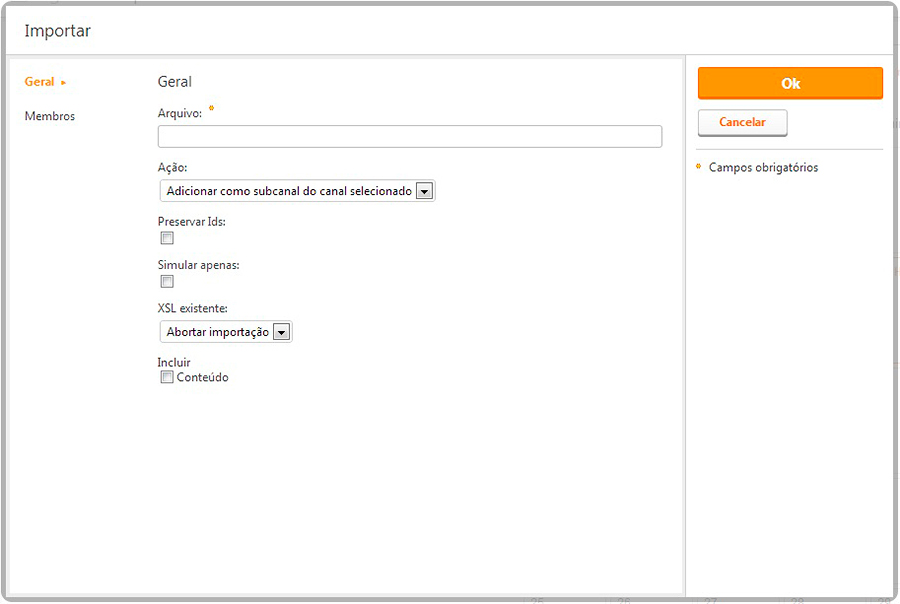 Importar
Geral
Membros
Geral
Arquivo: *
Ação:
Adicionar como subcanal do canal selecionado
Preservar Ids:
Simular apenas:
XSL existente:
Abortar importação
Incluir
Conteúdo
Ok
Cancelar
* Campos obrigatórios